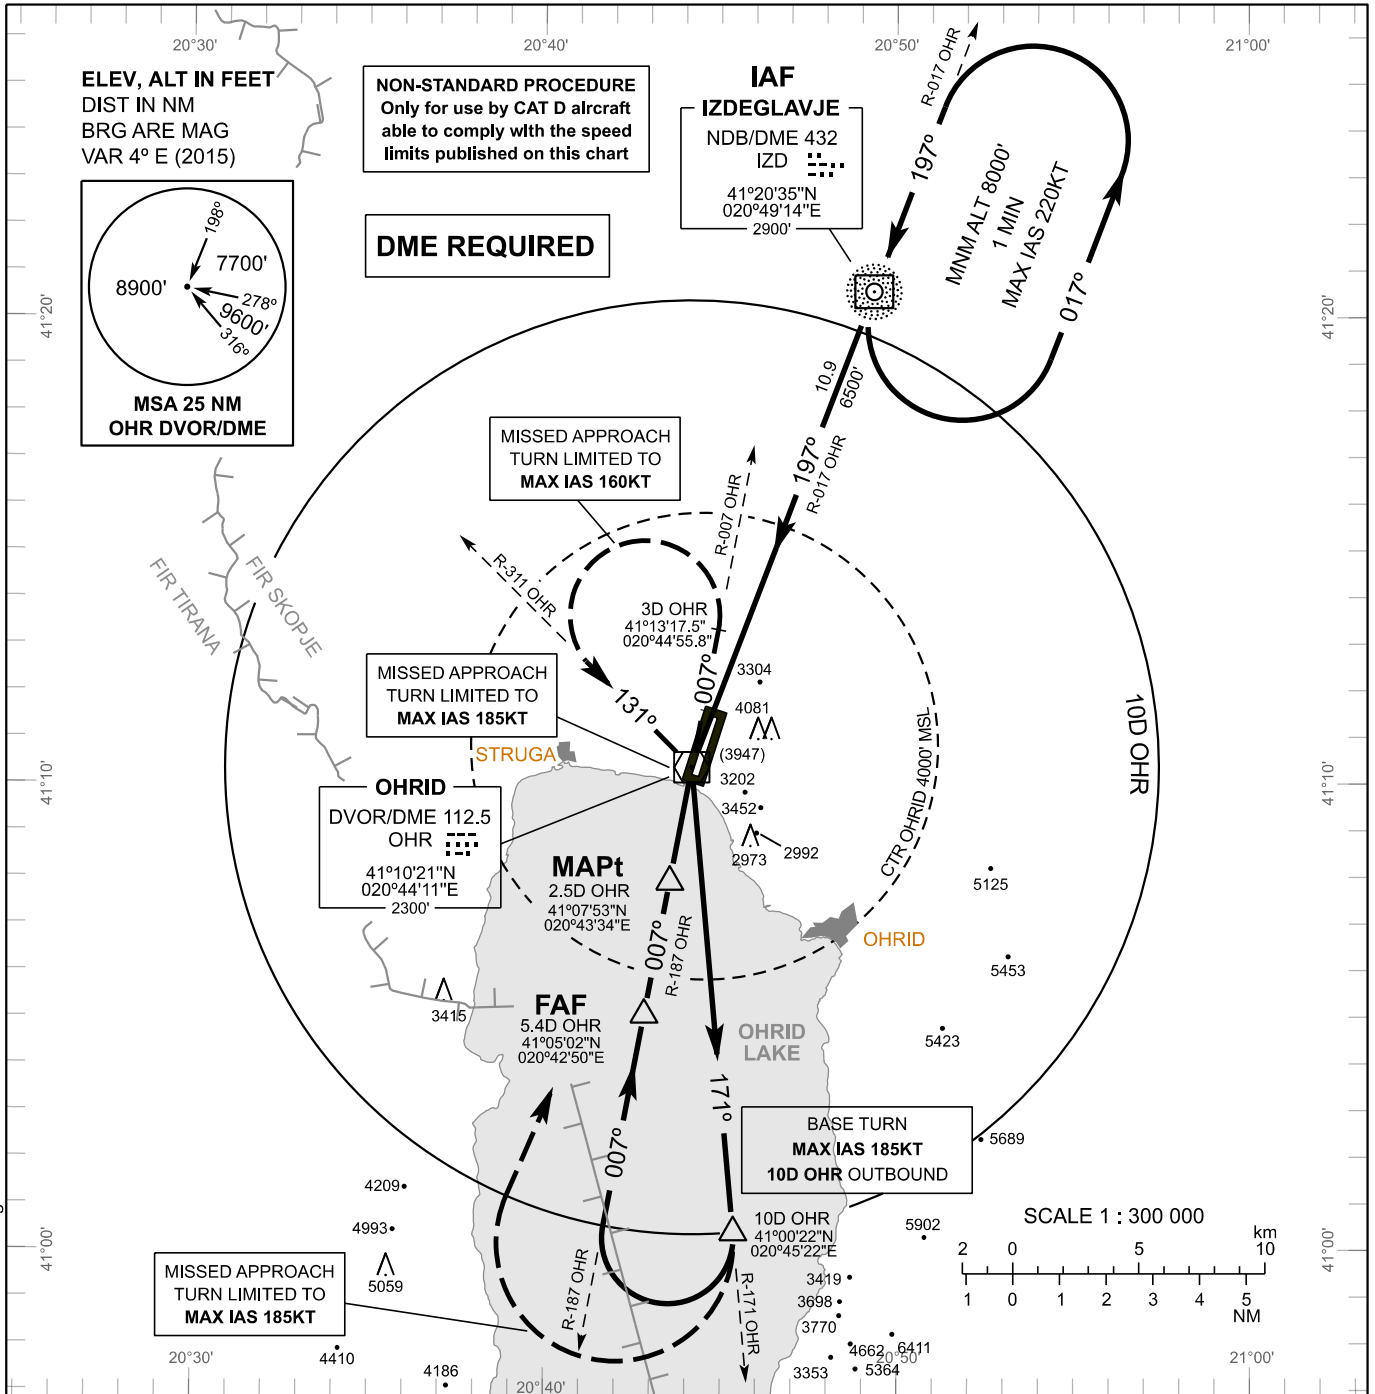 20°30'
20°40'
20°50'
21°00'
ELEV, ALT IN FEET
DIST IN NM
BRG ARE MAG
VAR 4° E (2015)
NON-STANDARD PROCEDURE
Only for use by CAT D aircraft
able to comply with the speed
limits published on this chart
DME REQUIRED
IAF
IZDEGLAVJE
NDB/DME 432
IZD
41°20'35"N
020°49'14"E
2900'
R-017 OHR
197°
MNM ALT 8000'
1 MIN
MAX IAS 220KT
017°
198°
7700'
8900'
278°
9600'
316°
MSA 25 NM
OHR DVOR/DME
41°20'
41°20'
10.9
6500'
197°
R-017 OHR
MISSED APPROACH
TURN LIMITED TO
MAX IAS 160KT
R-007 OHR
R-311 OHR
FIR TIRANA
FIR SKOPJE
3D OHR
41°13'17.5"
020°44'55.8"
007°
131°
3304
4081
(3947)
3202
3452
2973
2992
MISSED APPROACH
TURN LIMITED TO
MAX IAS 185KT
STRUGA
10D OHR
CTR OHRID 4000' MSL
41°10'
41°10'
OHRID
DVOR/DME 112.5
OHR
41°10'21"N
020°44'11"E
2300'
MAPt
2.5D OHR
41°07'53"N
020°43'34"E
007°
R-187 OHR
5125
OHRID
5453
3415
FAF
5.4D OHR
41°05'02"N
020°42'50"E
OHRID
LAKE
5423
171°
007°
BASE TURN
MAX IAS 185KT
10D OHR OUTBOUND
5689
4209
4993
5059
10D OHR
41°00'22"N
020°45'22"E
5902
SCALE 1 : 300 000
km
2 0 5 10
1 0 1 2 3 4 5
NM
41°00'
41°00'
MISSED APPROACH
TURN LIMITED TO
MAX IAS 185KT
R-187 OHR
R-171 OHR
3419
3698
3770
4662
6411
3353
5364
4410
4186
20°30'
20°40'
20°50'
21°00'